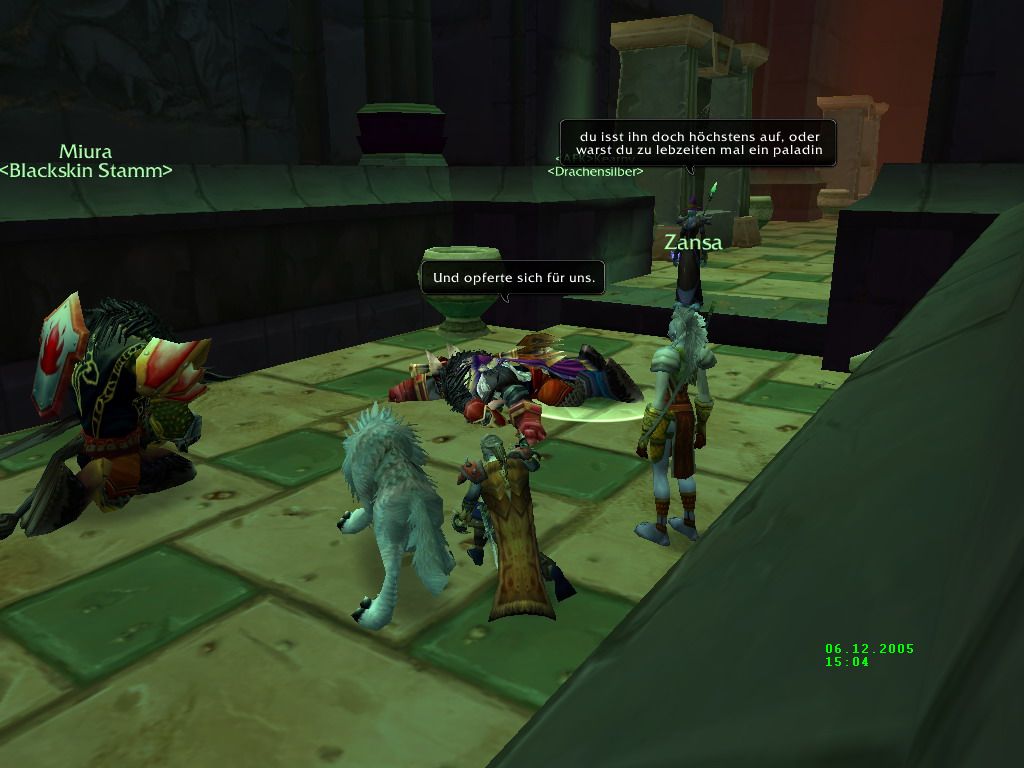 du isst ihn doch höchstens auf, oder
warst du zu lebzeiten mal ein paladin
Miura
<Blackskin Stamm>
<Drachensilber>
Zansa
Und opferte sich für uns.
06.12.2005
15:04